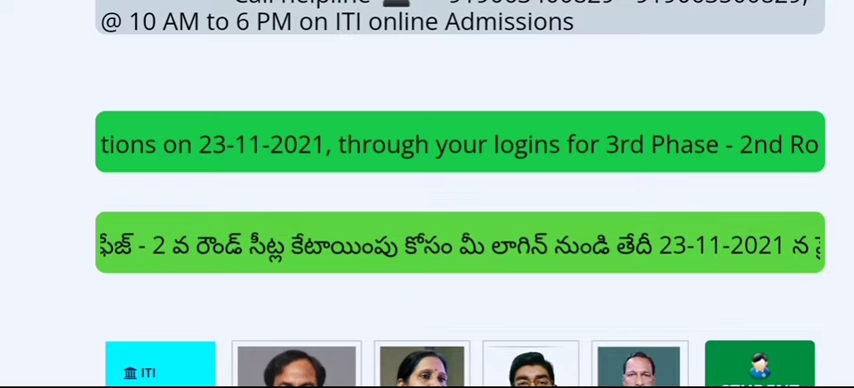 @ 10 AM to 6 PM on ITI online Admissions
tions on 23-11-2021, through your logins for 3rd Phase - 2nd Ro
ఫేజ్ - 2 వ రౌండ్ సీట్ల కేటాయింపు కోసం మీ లాగిన్ నుండి తేదీ 23-11-2021 న
ITI